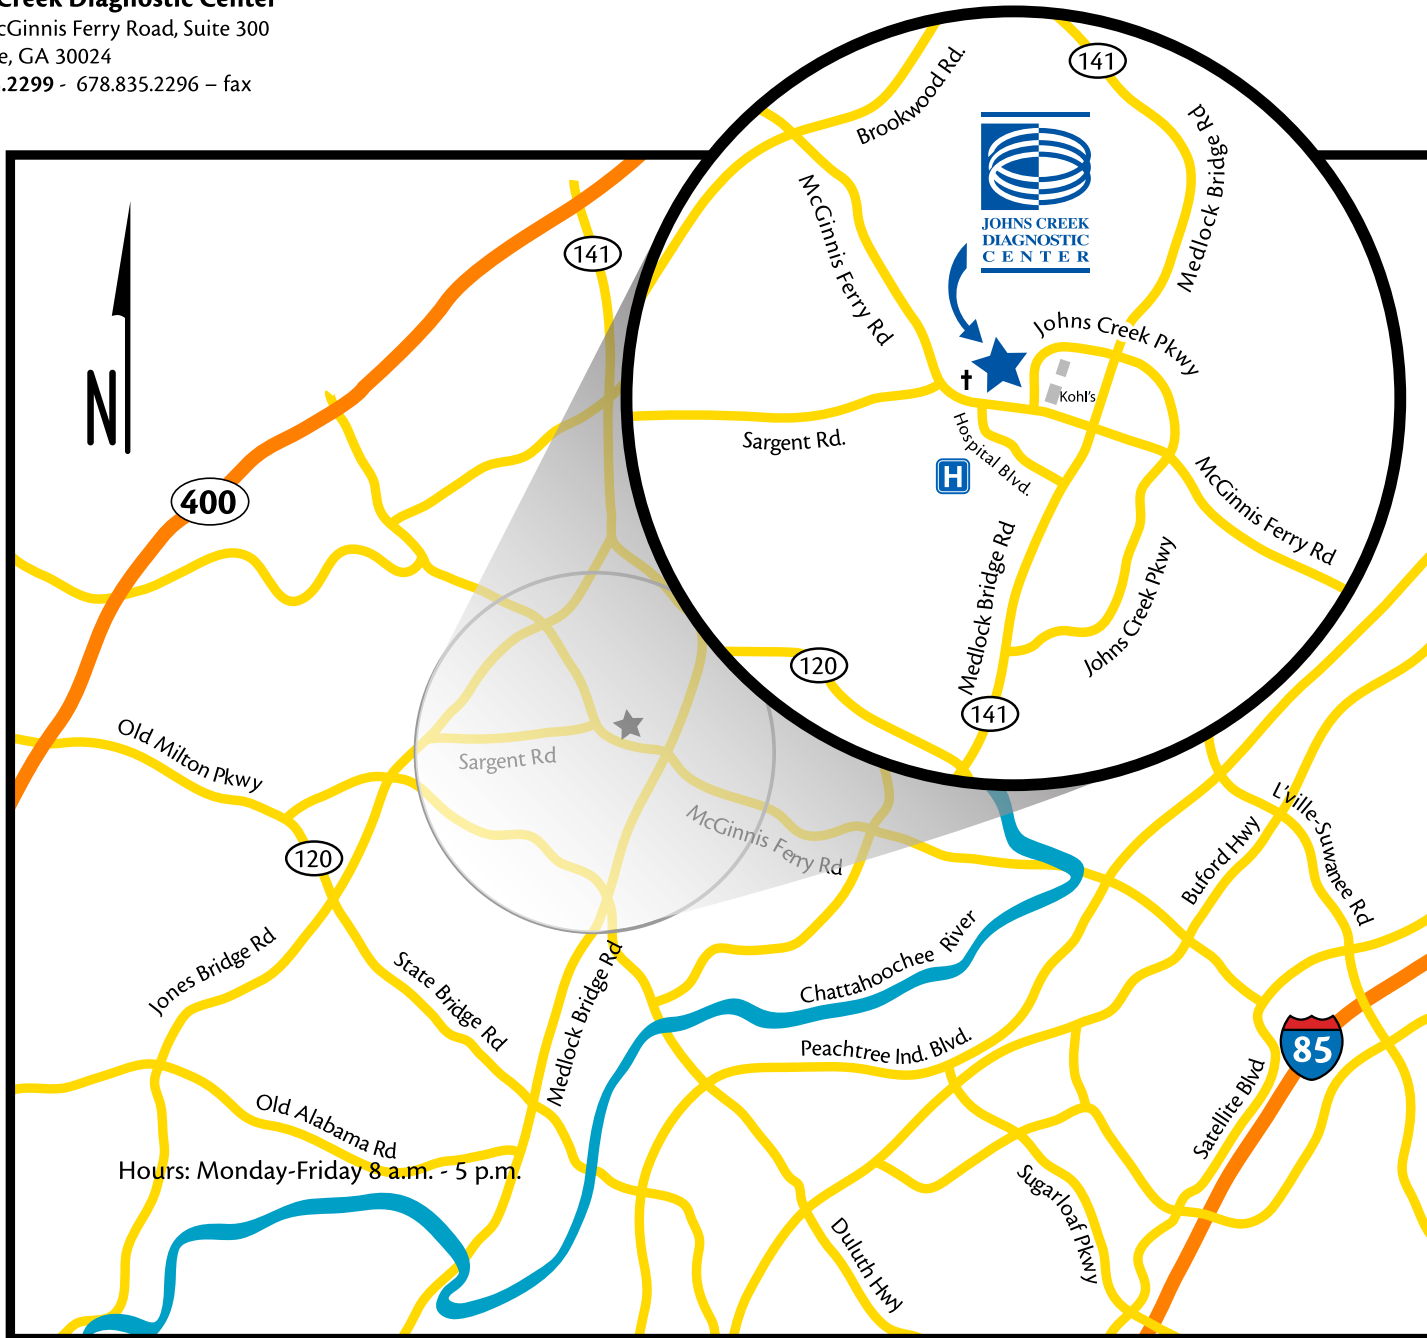 Creek Diagnostic Center
cGinnis Ferry Road, Suite 300
e, GA 30024
.2299 - 678.835.2296 – fax
141
Brookwood Rd.
Medlock Bridge Rd
McGinnis Ferry Rd
JOHNS CREEK
DIAGNOSTIC
CENTER
141
Johns Creek Pkwy
Kohl's
Sargent Rd.
Hospital Blvd.
H
McGinnis Ferry Rd
N
400
Medlock Bridge Rd
Johns Creek Pkwy
120
141
Old Milton Pkwy
Sargent Rd
McGinnis Ferry Rd
L'ville-Suwanee Rd
Buford Hwy
120
Jones Bridge Rd
State Bridge Rd
Medlock Bridge Rd
Chattahoochee River
Peachtree Ind. Blvd.
85
Satellite Blvd
Old Alabama Rd
Hours: Monday-Friday 8 a.m. - 5 p.m.
Sugarloaf Pkwy
Duluth Hwy